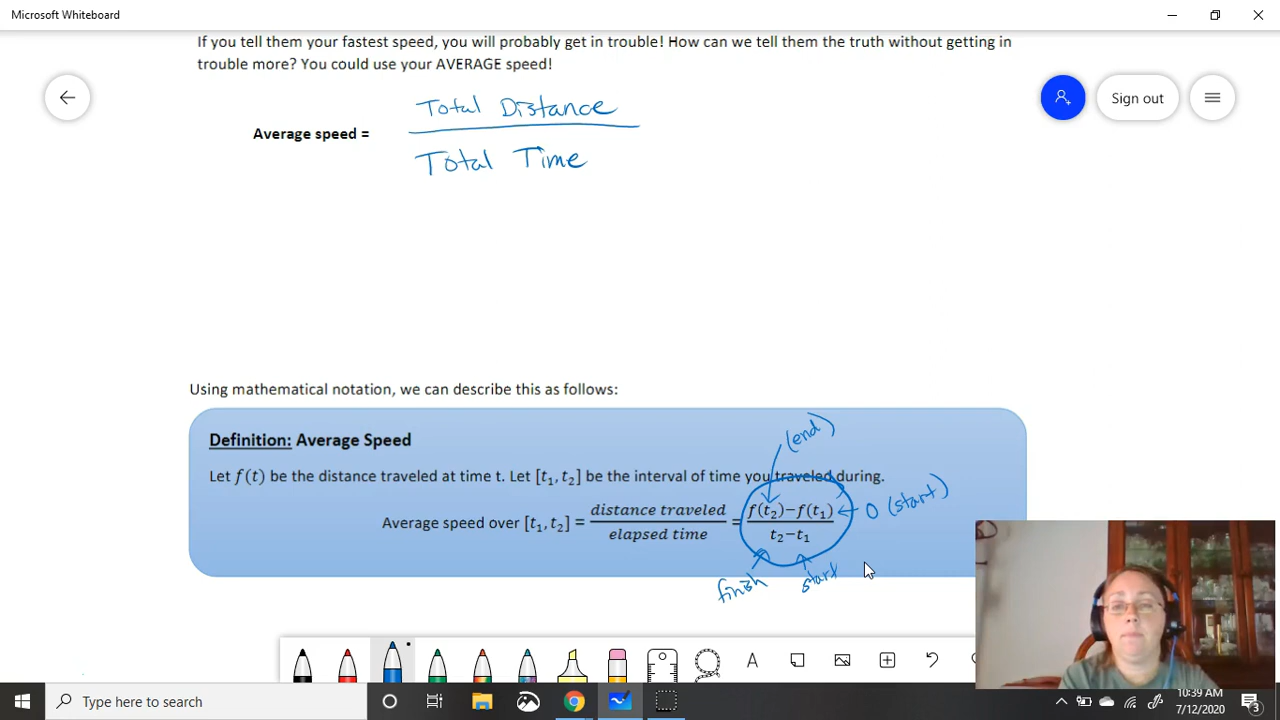 Microsoft Whiteboard
If you tell them your fastest speed, you will probably get in trouble! How can we tell them the truth without getting in
trouble more? You could use your AVERAGE speed!
Sign out
Average speed =
Total Distance
Total Time
Using mathematical notation, we can describe this as follows:
Definition: Average Speed
(end)
Let f(t) be the distance traveled at time t. Let [t₁, t₂] be the interval of time you traveled during.
Average speed over [t₁, t₂] = distance traveled / elapsed time = f(t₂)−f(t₁) / t₂−t₁
0 (start)
finish start
A
Type here to search
10:39 AM
7/12/2020
3